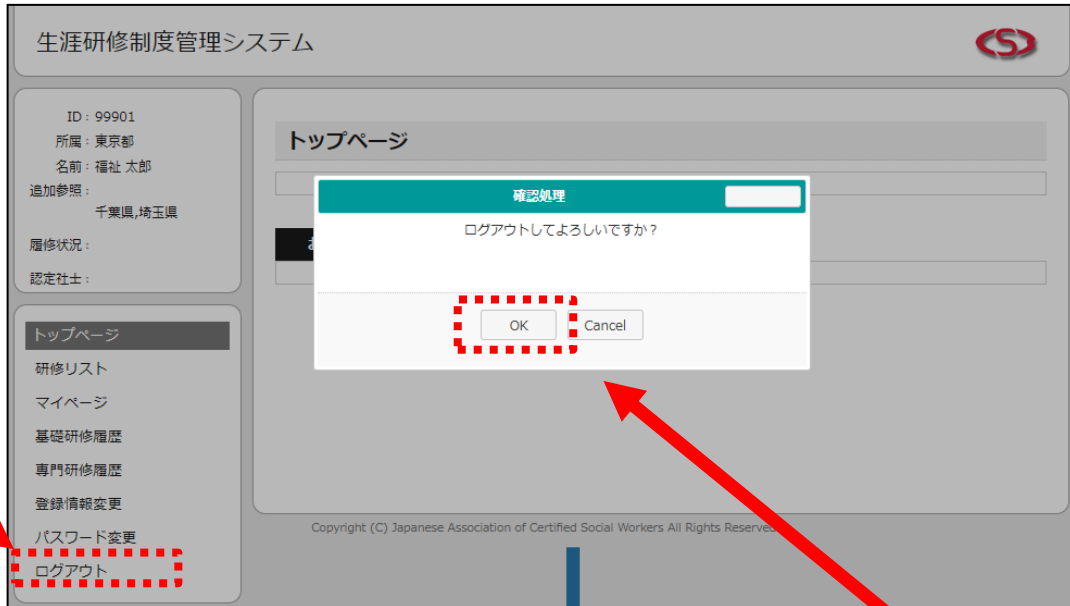 生涯研修制度管理システム
ID : 99901
所属 : 東京都
名前 : 福祉 太郎
追加参照 :
千葉県,埼玉県
履修状況 :
認定社士 :
トップページ
研修リスト
マイページ
基礎研修履歴
専門研修履歴
登録情報変更
パスワード変更
ログアウト
トップページ
確認処理
ログアウトしてよろしいですか？
OK
Cancel
Copyright (C) Japanese Association of Certified Social Workers All Rights Reserved